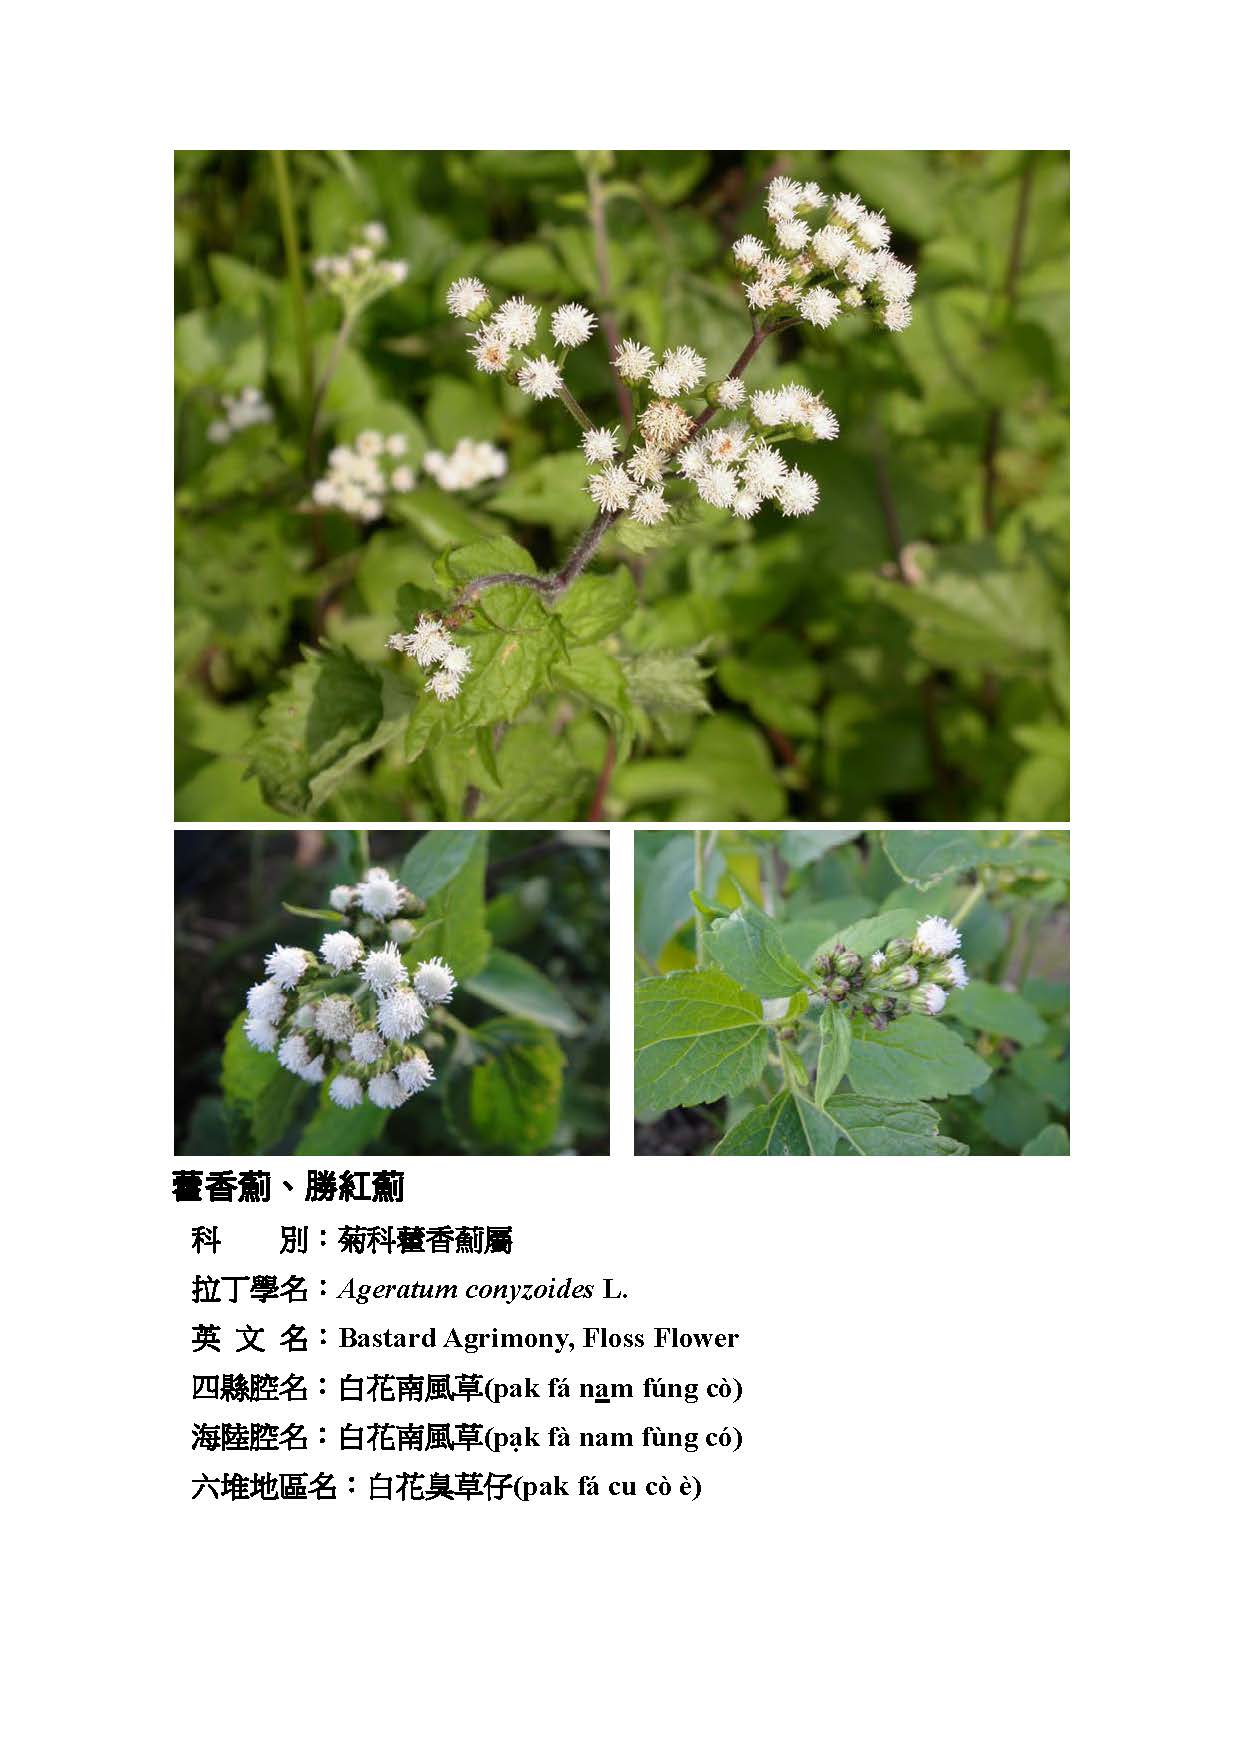 藿香薊、勝紅薊
科　　別：菊科藿香薊屬
拉丁學名：Ageratum conyzoides L.
英 文 名：Bastard Agrimony, Floss Flower
四縣腔名：白花南風草(pak fá na̲m fúng cò)
海陸腔名：白花南風草(pạk fà nam fùng có)
六堆地區名：白花臭草仔(pak fá cu cò è)